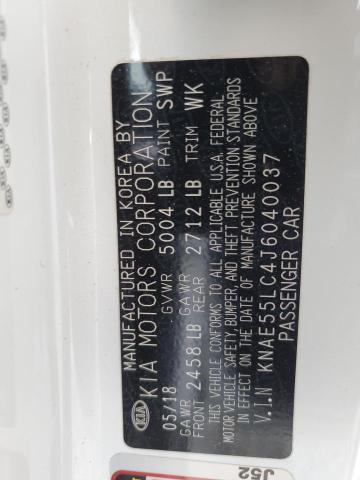 MANUFACTURED IN KOREA BY
KIA KIA MOTORS CORPORATION
05/18 GVWR 5004 LB PAINT SWP
GAWR FRONT 2458 LB GAWR REAR 2712 LB TRIM WK
THIS VEHICLE CONFORMS TO ALL APPLICABLE U.S.A. FEDERAL
MOTOR VEHICLE SAFETY, BUMPER, AND THEFT PREVENTION STANDARDS
IN EFFECT ON THE DATE OF MANUFACTURE SHOWN ABOVE
V.I.N KNAE55LC4J6040037
PASSENGER CAR
J52